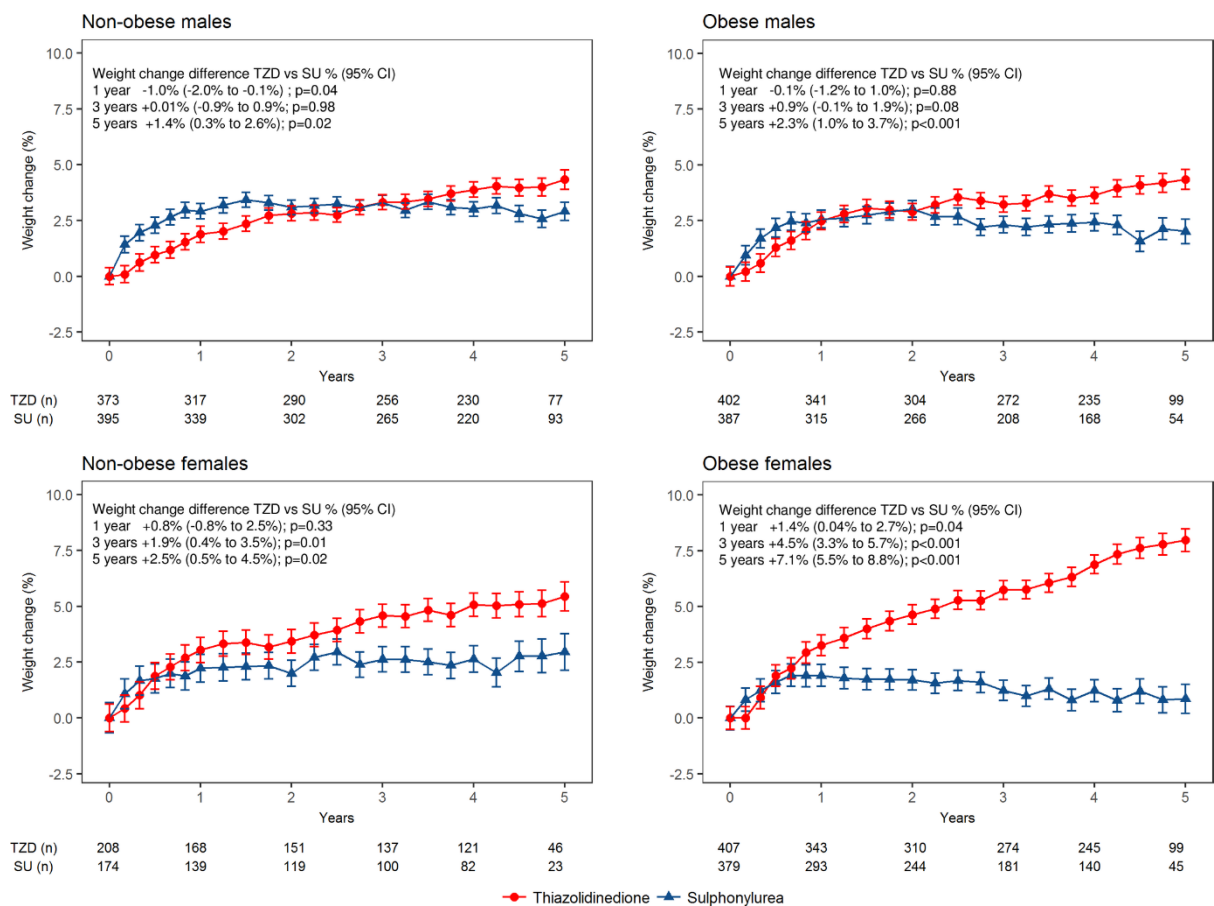 Non-obese males
Weight change (%)
10.0
7.5
5.0
2.5
0.0
-2.5
Weight change difference TZD vs SU % (95% CI)
1 year -1.0% (-2.0% to -0.1%) ; p=0.04
3 years +0.01% (-0.9% to 0.9%; p=0.98
5 years +1.4% (0.3% to 2.6%); p=0.02
0 1 2 3 4 5
Years
TZD (n) 373 317 290 256 230 77
SU (n) 395 339 302 265 220 93
Obese males
Weight change (%)
10.0
7.5
5.0
2.5
0.0
-2.5
Weight change difference TZD vs SU % (95% CI)
1 year -0.1% (-1.2% to 1.0%); p=0.88
3 years +0.9% (-0.1% to 1.9%); p=0.08
5 years +2.3% (1.0% to 3.7%); p<0.001
0 1 2 3 4 5
Years
402 341 304 272 235 99
387 315 266 208 168 54
Non-obese females
Weight change (%)
10.0
7.5
5.0
2.5
0.0
-2.5
Weight change difference TZD vs SU % (95% CI)
1 year +0.8% (-0.8% to 2.5%); p=0.33
3 years +1.9% (0.4% to 3.5%); p=0.01
5 years +2.5% (0.5% to 4.5%); p=0.02
0 1 2 3 4 5
Years
TZD (n) 208 168 151 137 121 46
SU (n) 174 139 119 100 82 23
Obese females
Weight change (%)
10.0
7.5
5.0
2.5
0.0
-2.5
Weight change difference TZD vs SU % (95% CI)
1 year +1.4% (0.04% to 2.7%); p=0.04
3 years +4.5% (3.3% to 5.7%); p<0.001
5 years +7.1% (5.5% to 8.8%); p<0.001
0 1 2 3 4 5
Years
407 343 310 274 245 99
379 293 244 181 140 45
Thiazolidinedione Sulphonylurea